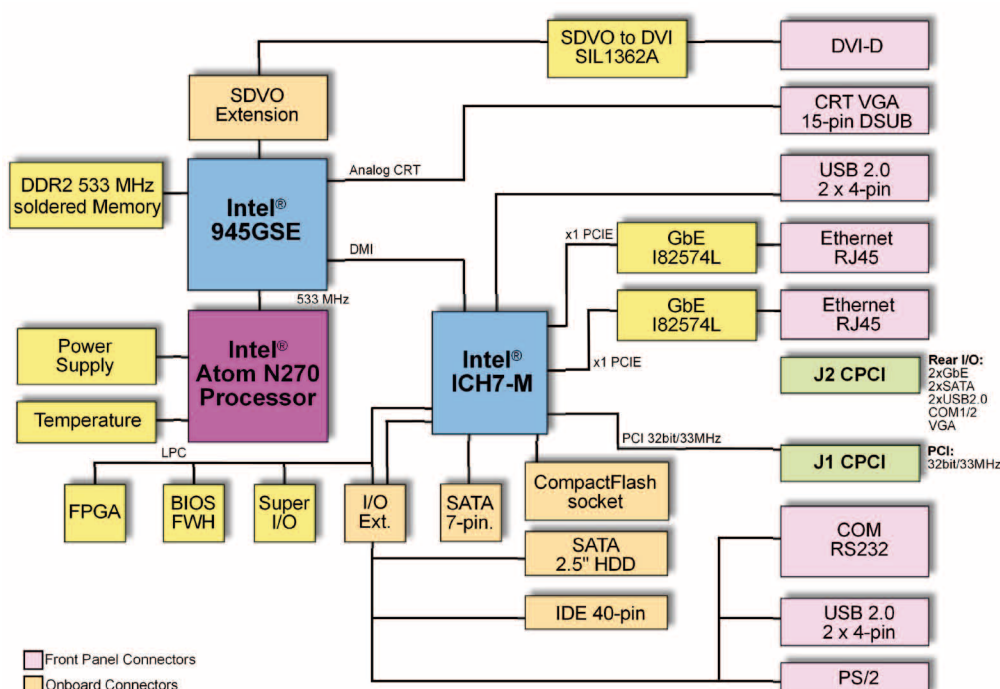 SDVO to DVI
SIL1362A
DVI-D
SDVO
Extension
CRT VGA
15-pin DSUB
Analog CRT
DDR2 533 MHz
soldered Memory
Intel®
945GSE
USB 2.0
2 x 4-pin
DMI
x1 PCIE
GbE
I82574L
Ethernet
RJ45
533 MHz
GbE
I82574L
Ethernet
RJ45
Power
Supply
Intel®
Atom N270
Processor
Intel®
ICH7-M
x1 PCIE
J2 CPCI
Rear I/O:
2xGbE
2xSATA
2xUSB2.0
COM1/2
VGA
Temperature
PCI 32bit/33MHz
J1 CPCI
PCI:
32bit/33MHz
LPC
FPGA
BIOS
FWH
Super
I/O
I/O
Ext.
SATA
7-pin.
CompactFlash
socket
SATA
2.5" HDD
COM
RS232
IDE 40-pin
USB 2.0
2 x 4-pin
Front Panel Connectors
Onboard Connectors
PS/2